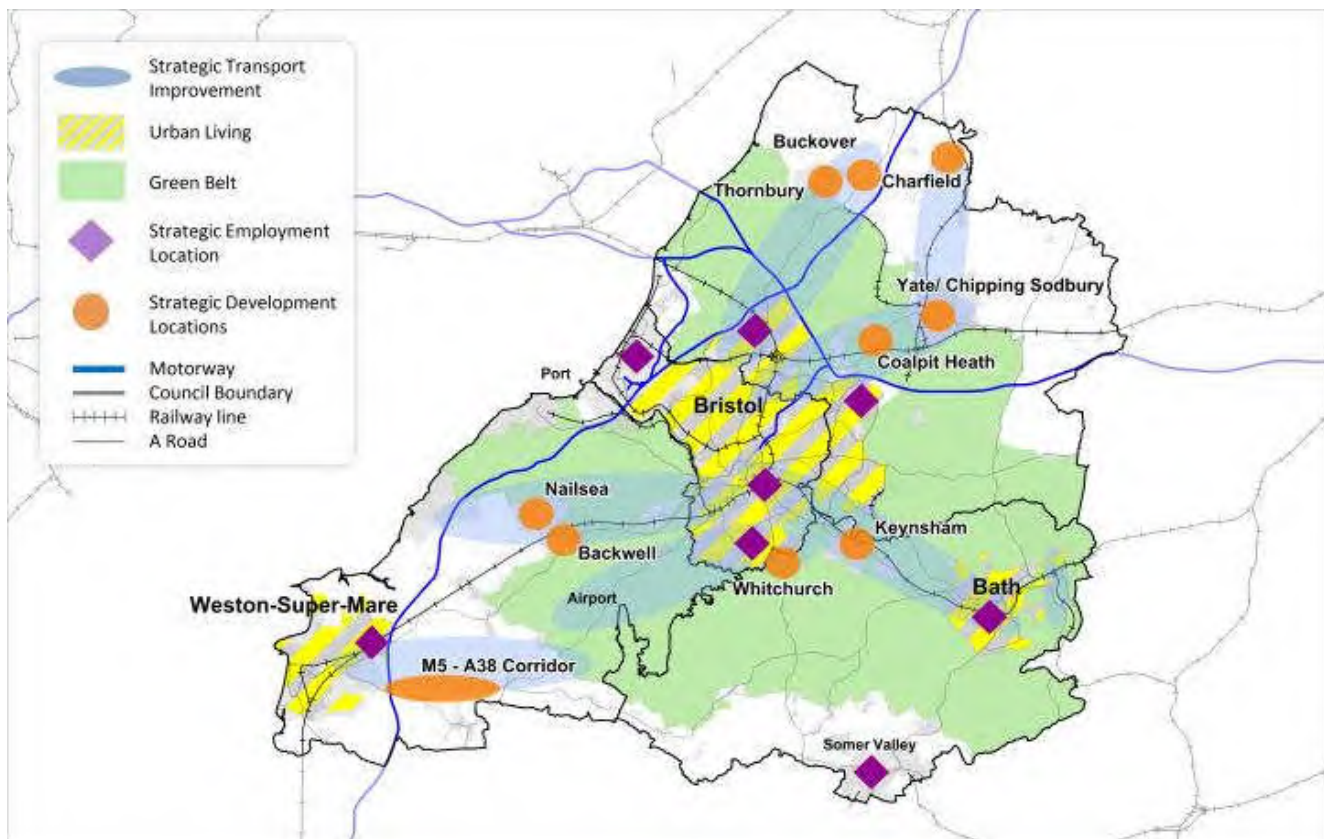 Strategic Transport
Improvement
Urban Living
Green Belt
Strategic Employment
Location
Strategic Development
Locations
Motorway
Council Boundary
Railway line
A Road
Buckover
Thornbury
Charfield
Yate/ Chipping Sodbury
Coalpit Heath
Port
Bristol
Nailsea
Backwell
Keynsham
Whitchurch
Bath
Airport
Weston-Super-Mare
M5 - A38 Corridor
Somer Valley